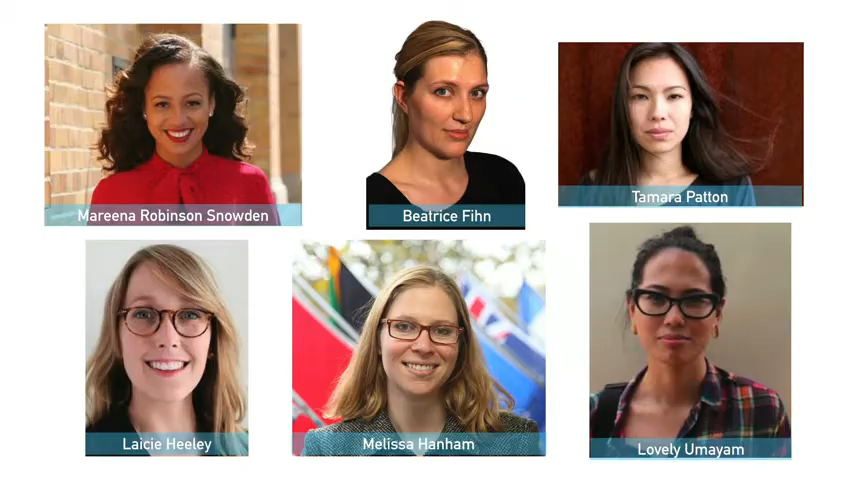 Mareena Robinson Snowden
Beatrice Fihn
Tamara Patton
Laicie Heeley
Melissa Hanham
Lovely Umayam